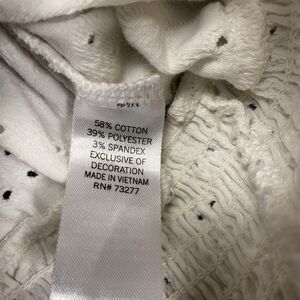 58% COTTON
39% POLYESTER
3% SPANDEX
EXCLUSIVE OF
DECORATION
MADE IN VIETNAM
RN# 73277